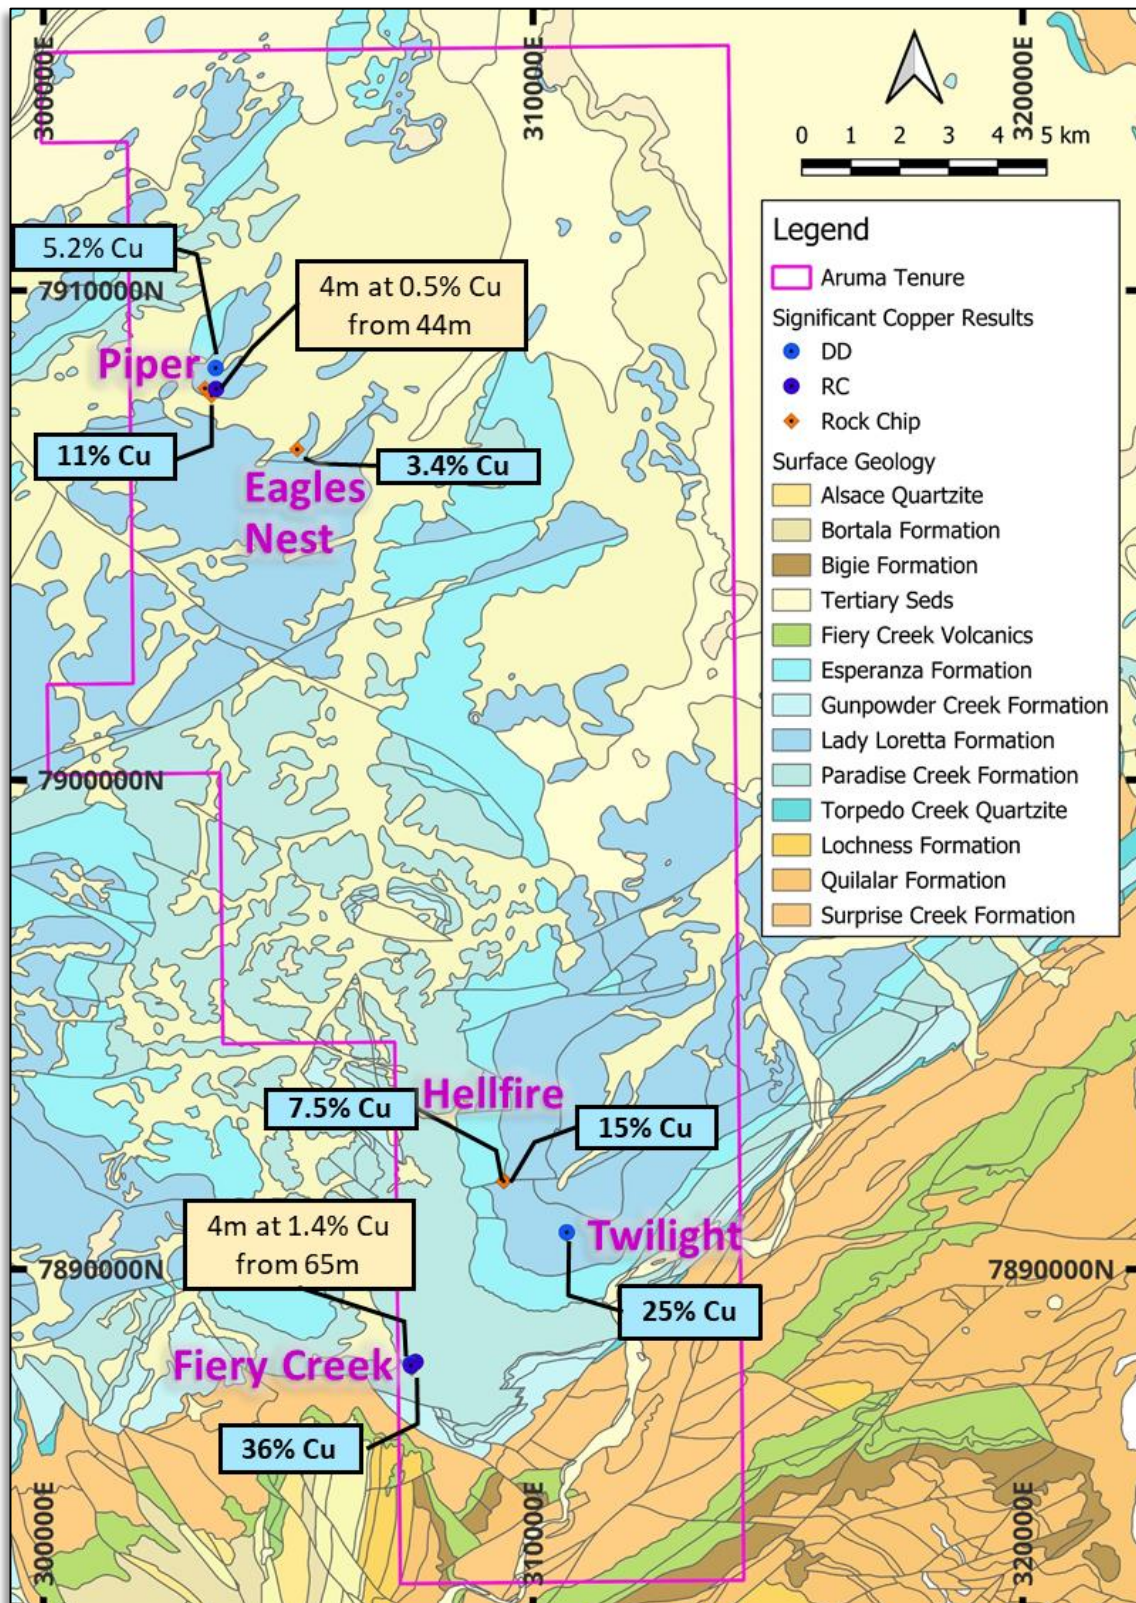 300000E
310000E
320000E
0 1 2 3 4 5 km
Legend
Aruma Tenure
Significant Copper Results
DD
RC
Rock Chip
Surface Geology
Alsace Quartzite
Bortala Formation
Bigie Formation
Tertiary Seds
Fiery Creek Volcanics
Esperanza Formation
Gunpowder Creek Formation
Lady Loretta Formation
Paradise Creek Formation
Torpedo Creek Quartzite
Lochness Formation
Quilalar Formation
Surprise Creek Formation
5.2% Cu
7910000N
4m at 0.5% Cu
from 44m
Piper
11% Cu
3.4% Cu
Eagles
Nest
7900000N
Hellfire
7.5% Cu
15% Cu
4m at 1.4% Cu
from 65m
Twilight
7890000N
7890000N
25% Cu
Fiery Creek
36% Cu
300000E
310000E
320000E